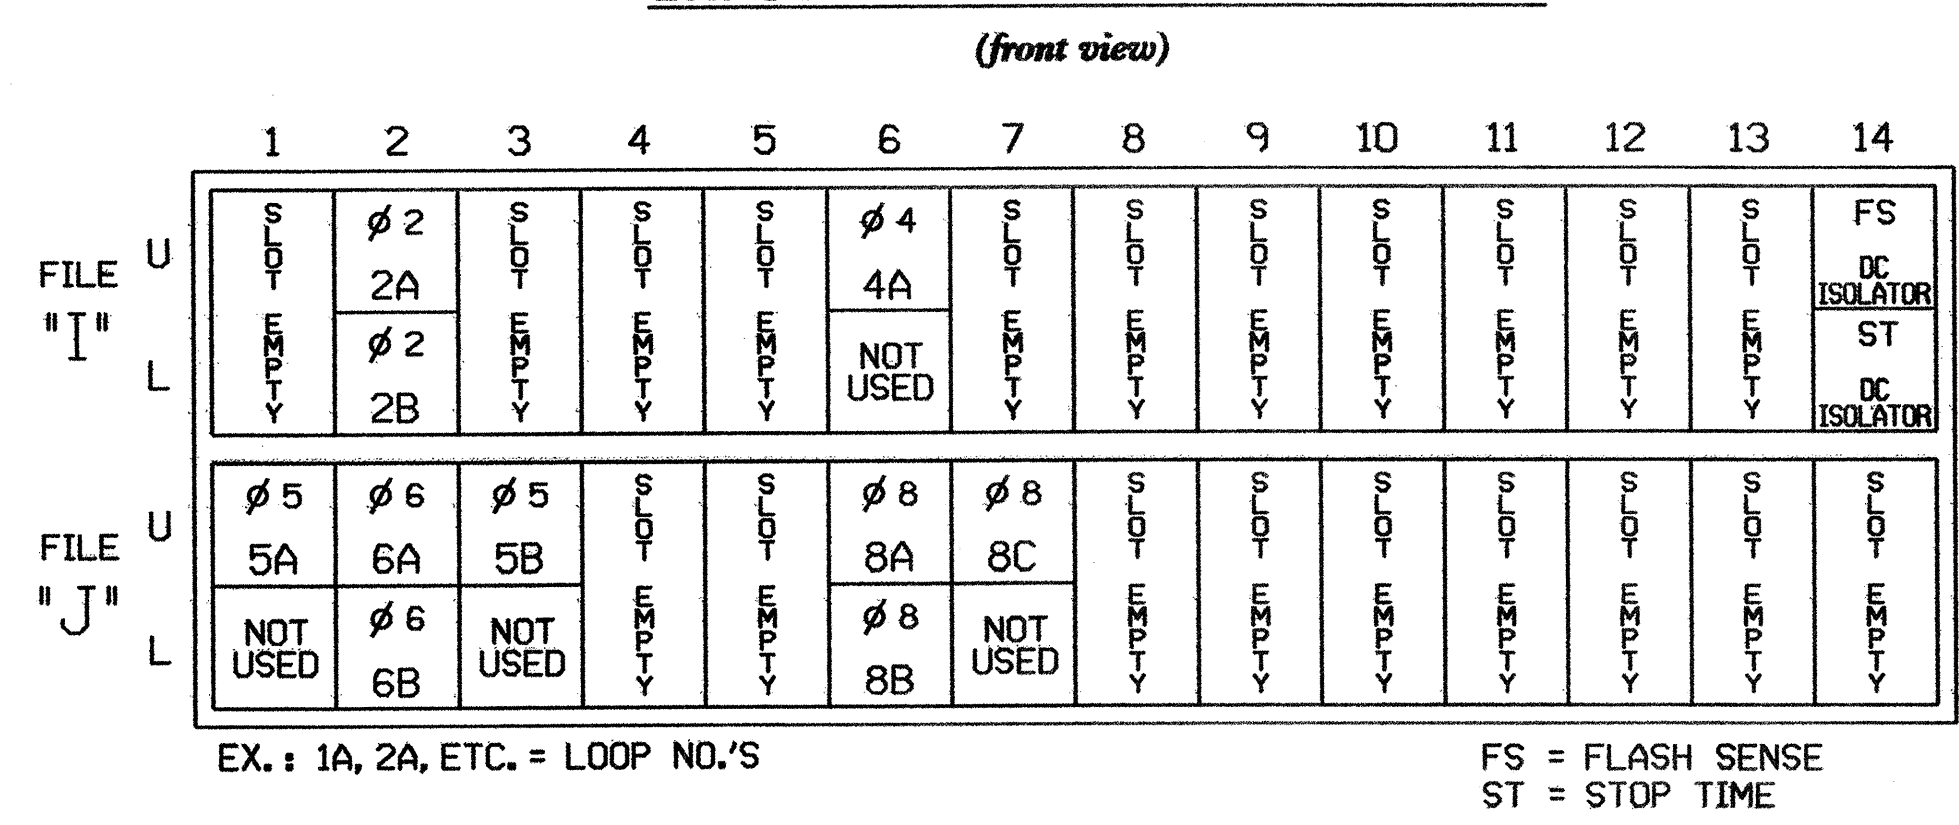 (front view)
1 2 3 4 5 6 7 8 9 10 11 12 13 14
FILE "I"
U
L
SLOT EMPTY
Ø 2
2A
Ø 2
2B
SLOT EMPTY
SLOT EMPTY
SLOT EMPTY
Ø 4
4A
NOT
USED
SLOT EMPTY
SLOT EMPTY
SLOT EMPTY
SLOT EMPTY
SLOT EMPTY
SLOT EMPTY
SLOT EMPTY
FS
DC
ISOLATOR
ST
DC
ISOLATOR
FILE "J"
U
L
Ø 5
5A
NOT
USED
Ø 6
6A
Ø 6
6B
Ø 5
5B
NOT
USED
SLOT EMPTY
SLOT EMPTY
Ø 8
8A
Ø 8
8B
Ø 8
8C
NOT
USED
SLOT EMPTY
SLOT EMPTY
SLOT EMPTY
SLOT EMPTY
SLOT EMPTY
SLOT EMPTY
SLOT EMPTY
EX.: 1A, 2A, ETC. = LOOP NO.'S
FS = FLASH SENSE
ST = STOP TIME